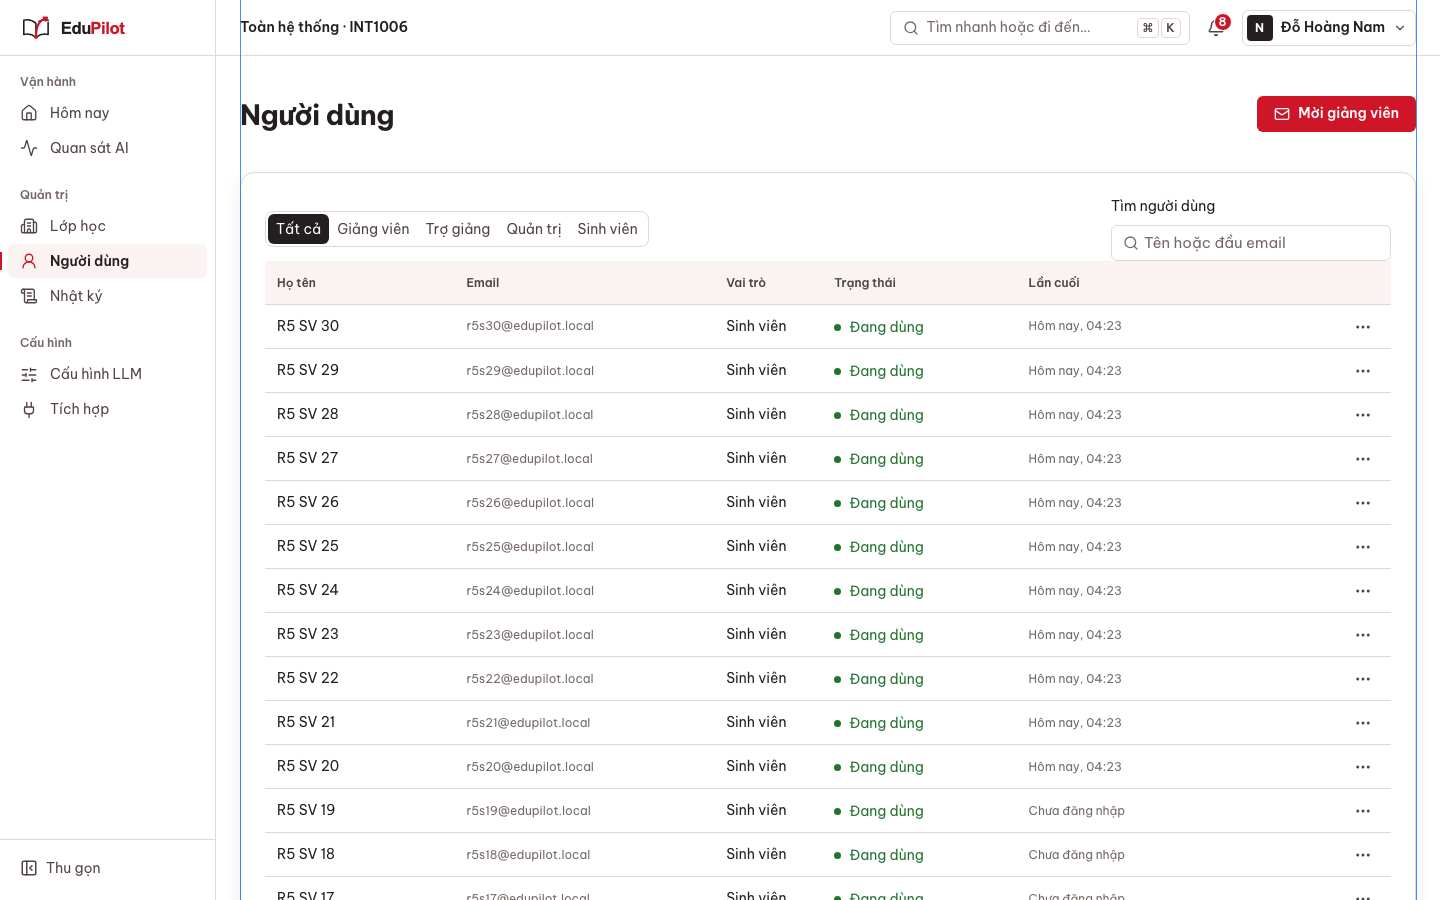 EduPilot
Toàn hệ thống · INT1006
Tìm nhanh hoặc đi đến...
⌘ K
8
N
Đỗ Hoàng Nam
Vận hành
Hôm nay
Quan sát AI
Quản trị
Lớp học
Người dùng
Nhật ký
Cấu hình
Cấu hình LLM
Tích hợp
Thu gọn
Người dùng
Mời giảng viên
Tất cả Giảng viên Trợ giảng Quản trị Sinh viên
Tìm người dùng
Tên hoặc đầu email
Họ tên Email Vai trò Trạng thái Lần cuối
R5 SV 30 r5s30@edupilot.local Sinh viên Đang dùng Hôm nay, 04:23
R5 SV 29 r5s29@edupilot.local Sinh viên Đang dùng Hôm nay, 04:23
R5 SV 28 r5s28@edupilot.local Sinh viên Đang dùng Hôm nay, 04:23
R5 SV 27 r5s27@edupilot.local Sinh viên Đang dùng Hôm nay, 04:23
R5 SV 26 r5s26@edupilot.local Sinh viên Đang dùng Hôm nay, 04:23
R5 SV 25 r5s25@edupilot.local Sinh viên Đang dùng Hôm nay, 04:23
R5 SV 24 r5s24@edupilot.local Sinh viên Đang dùng Hôm nay, 04:23
R5 SV 23 r5s23@edupilot.local Sinh viên Đang dùng Hôm nay, 04:23
R5 SV 22 r5s22@edupilot.local Sinh viên Đang dùng Hôm nay, 04:23
R5 SV 21 r5s21@edupilot.local Sinh viên Đang dùng Hôm nay, 04:23
R5 SV 20 r5s20@edupilot.local Sinh viên Đang dùng Hôm nay, 04:23
R5 SV 19 r5s19@edupilot.local Sinh viên Đang dùng Chưa đăng nhập
R5 SV 18 r5s18@edupilot.local Sinh viên Đang dùng Chưa đăng nhập
R5 SV 17 r5s17@edupilot.local Sinh viên Đang dùng Chưa đăng nhập